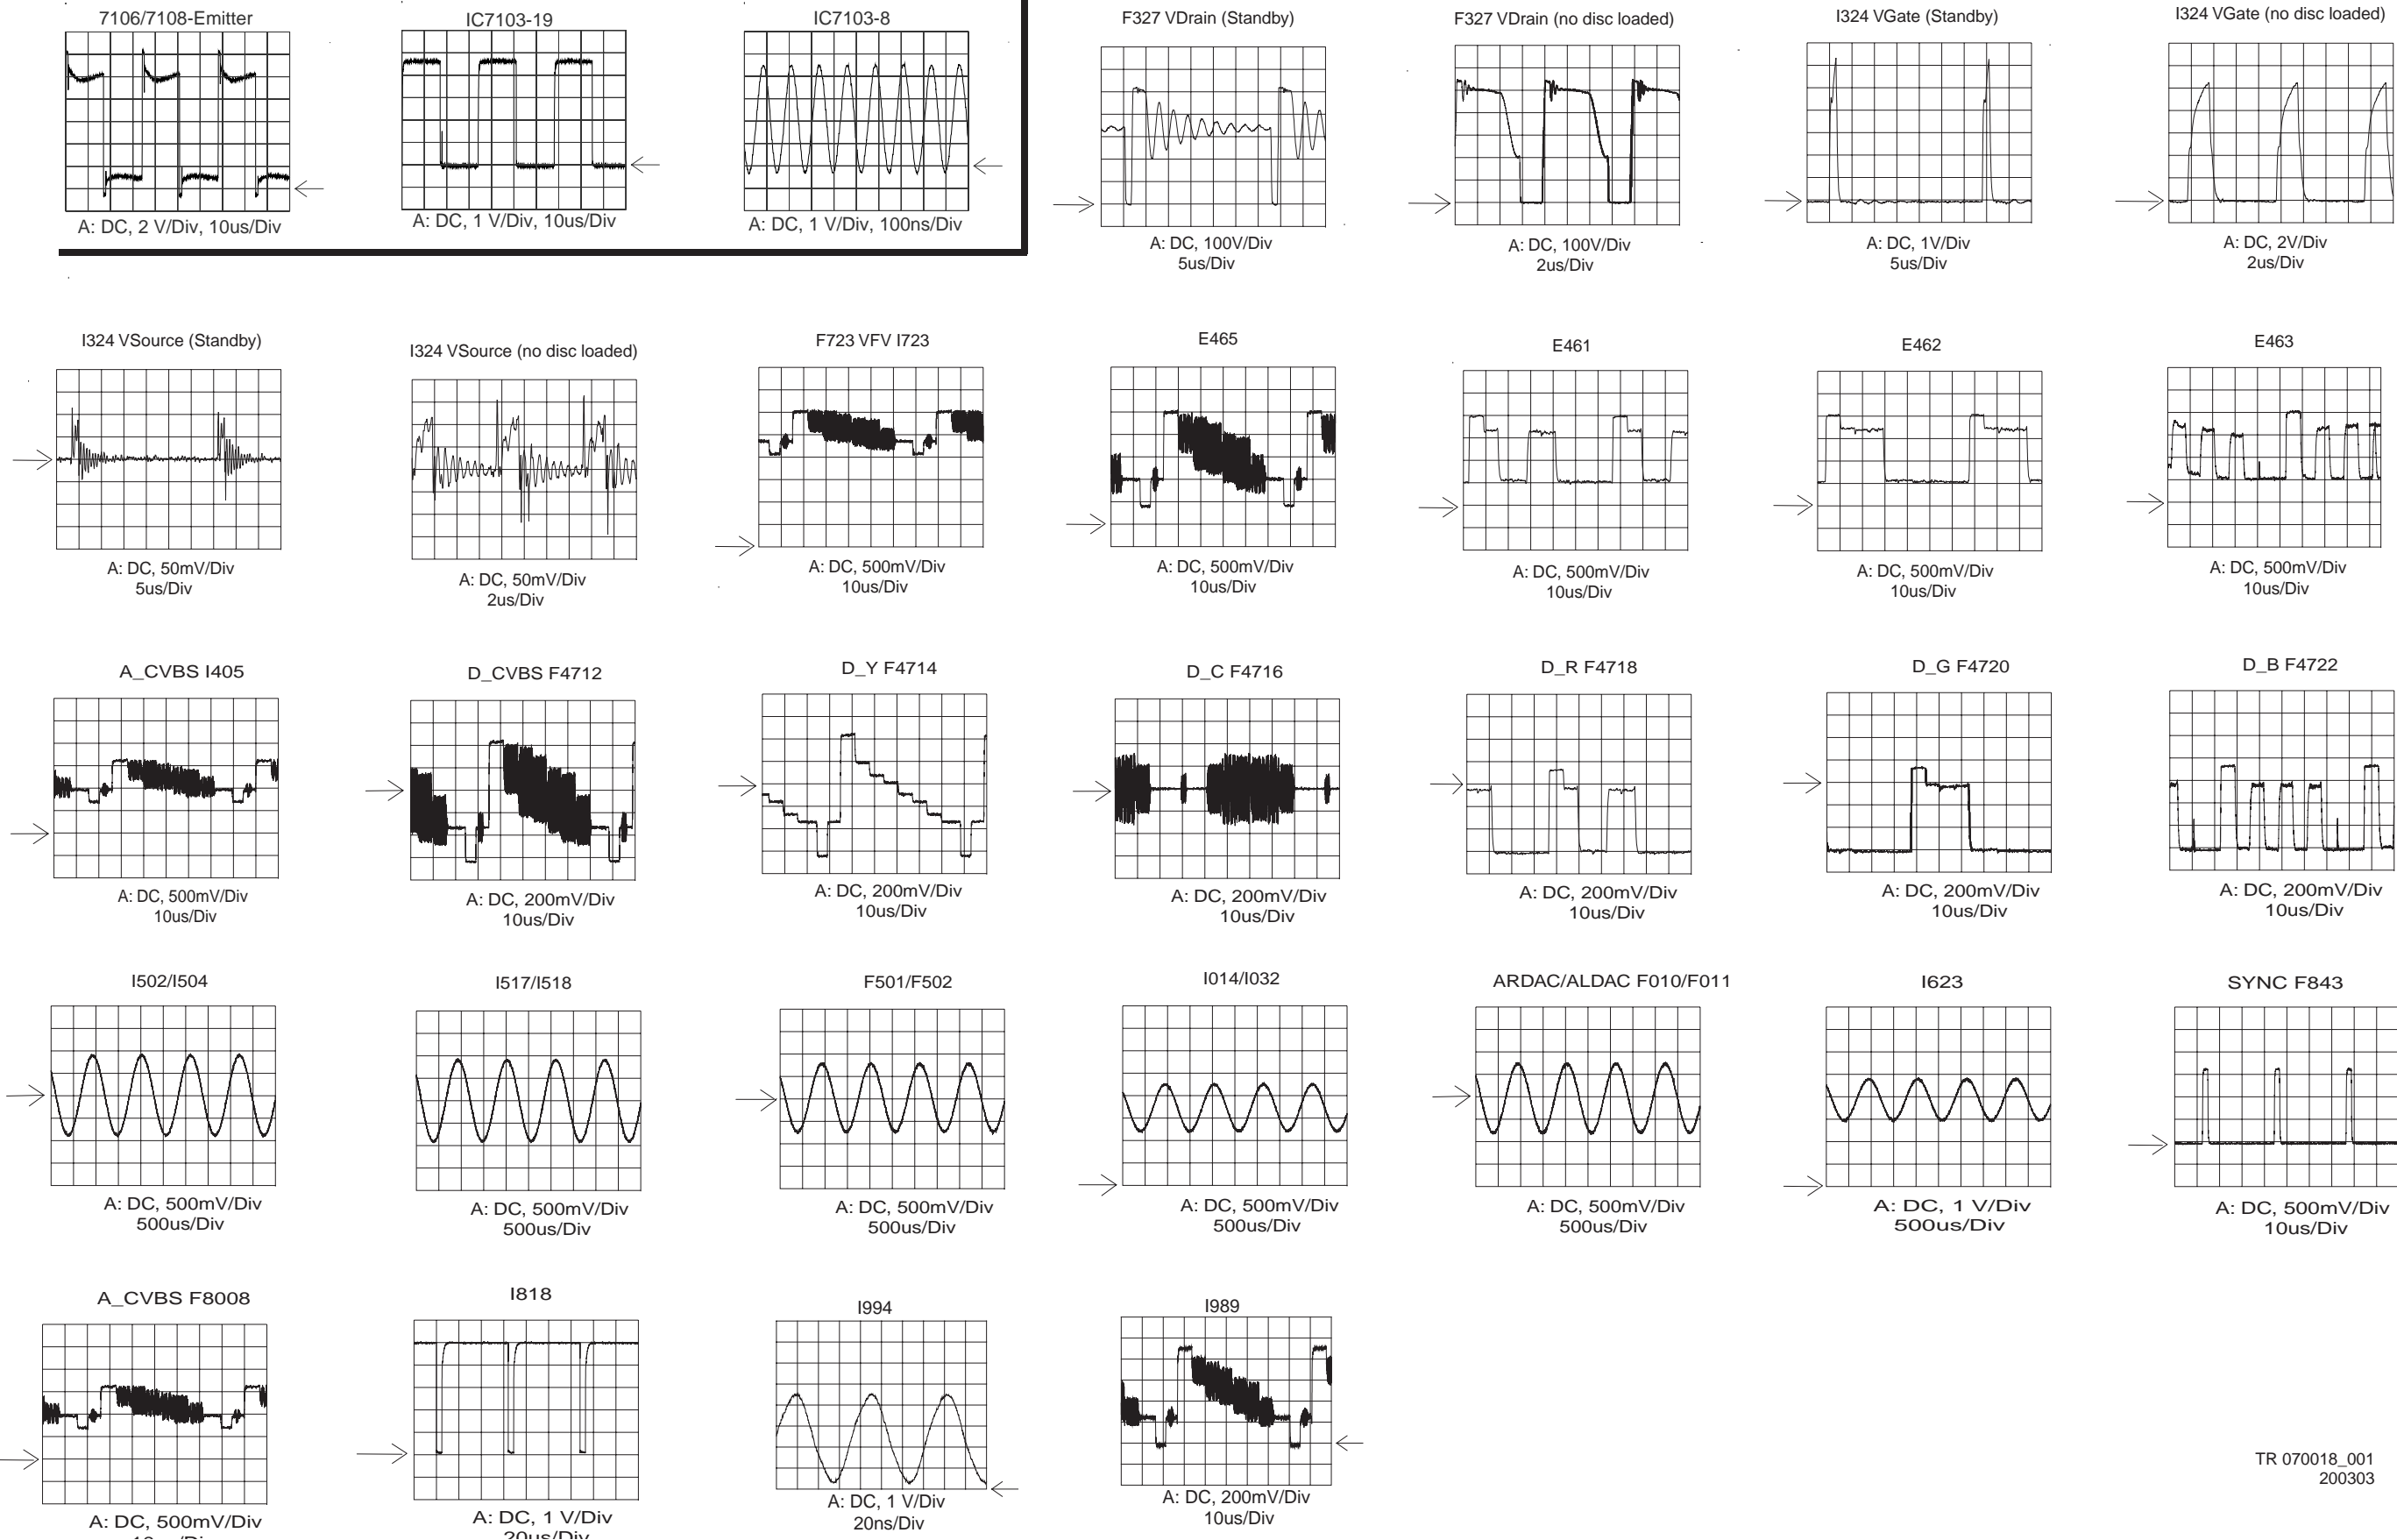 7106/7108-Emitter
A: DC, 2 V/Div, 10us/Div
IC7103-19
A: DC, 1 V/Div, 10us/Div
IC7103-8
A: DC, 1 V/Div, 100ns/Div
F327 VDrain (Standby)
A: DC, 100V/Div
5us/Div
F327 VDrain (no disc loaded)
A: DC, 100V/Div
2us/Div
I324 VGate (Standby)
A: DC, 1V/Div
5us/Div
I324 VGate (no disc loaded)
A: DC, 2V/Div
2us/Div
I324 VSource (Standby)
A: DC, 50mV/Div
5us/Div
I324 VSource (no disc loaded)
A: DC, 50mV/Div
2us/Div
F723 VFV I723
A: DC, 500mV/Div
10us/Div
E465
A: DC, 500mV/Div
10us/Div
E461
A: DC, 500mV/Div
10us/Div
E462
A: DC, 500mV/Div
10us/Div
E463
A: DC, 500mV/Div
10us/Div
A_CVBS I405
A: DC, 500mV/Div
10us/Div
D_CVBS F4712
A: DC, 200mV/Div
10us/Div
D_Y F4714
A: DC, 200mV/Div
10us/Div
D_C F4716
A: DC, 200mV/Div
10us/Div
D_R F4718
A: DC, 200mV/Div
10us/Div
D_G F4720
A: DC, 200mV/Div
10us/Div
D_B F4722
A: DC, 200mV/Div
10us/Div
I502/I504
A: DC, 500mV/Div
500us/Div
I517/I518
A: DC, 500mV/Div
500us/Div
F501/F502
A: DC, 500mV/Div
500us/Div
I014/I032
A: DC, 500mV/Div
500us/Div
ARDAC/ALDAC F010/F011
A: DC, 500mV/Div
500us/Div
I623
A: DC, 1 V/Div
500us/Div
SYNC F843
A: DC, 500mV/Div
10us/Div
A_CVBS F8008
A: DC, 500mV/Div
I818
A: DC, 1 V/Div
20us/Div
I994
A: DC, 1 V/Div
20ns/Div
I989
A: DC, 200mV/Div
10us/Div
TR 070018_001
200303